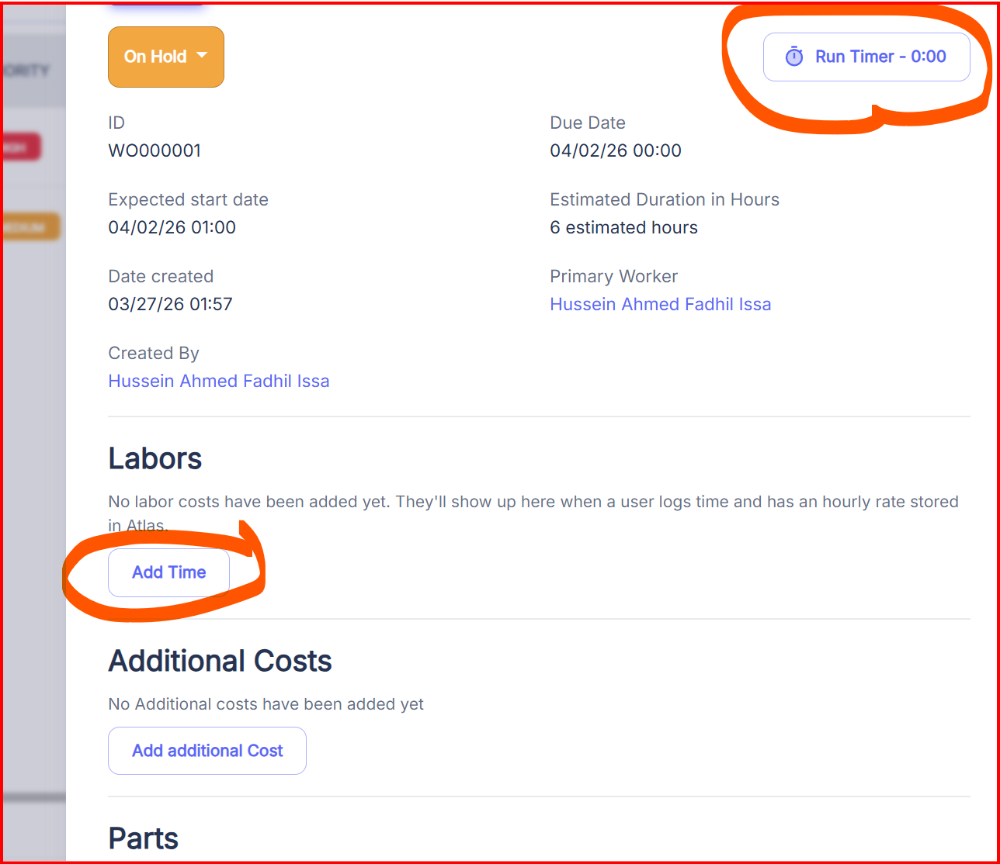 On Hold
Run Timer - 0:00
ID
WO000001
Due Date
04/02/26 00:00
Expected start date
04/02/26 01:00
Estimated Duration in Hours
6 estimated hours
Date created
03/27/26 01:57
Primary Worker
Hussein Ahmed Fadhil Issa
Created By
Hussein Ahmed Fadhil Issa
Labors
No labor costs have been added yet. They'll show up here when a user logs time and has an hourly rate stored
in Atlas.
Add Time
Additional Costs
No Additional costs have been added yet
Add additional Cost
Parts